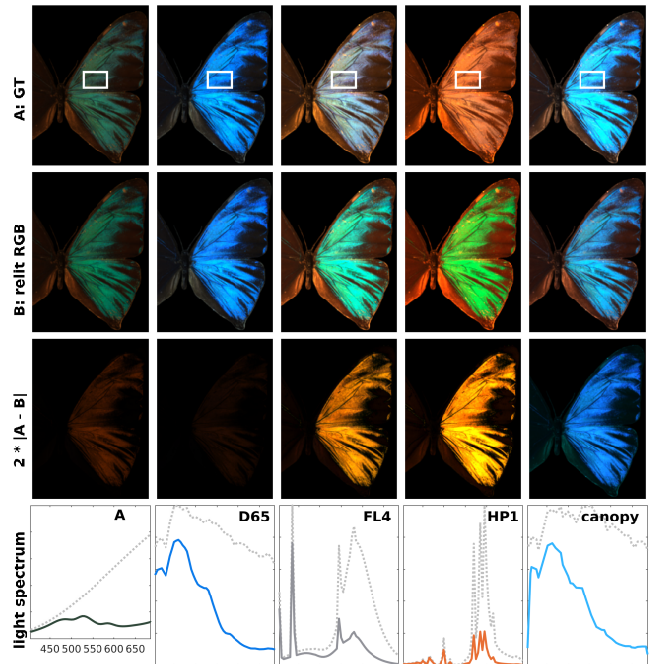 A: GT
B: relit RGB
2 * |A - B|
light spectrum
A
D65
FL4
HP1
canopy
450 500 550 600 650